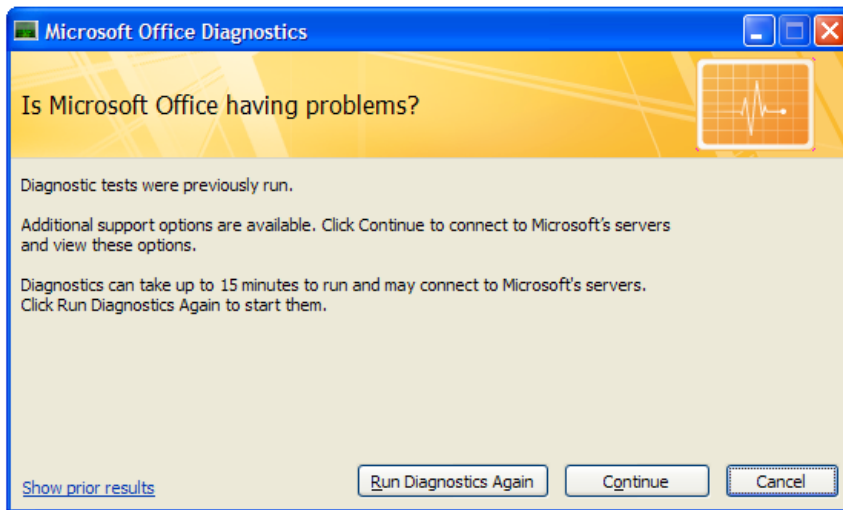 Microsoft Office Diagnostics
Is Microsoft Office having problems?
Diagnostic tests were previously run.
Additional support options are available. Click Continue to connect to Microsoft’s servers
and view these options.
Diagnostics can take up to 15 minutes to run and may connect to Microsoft's servers.
Click Run Diagnostics Again to start them.
Show prior results
Run Diagnostics Again
Continue
Cancel